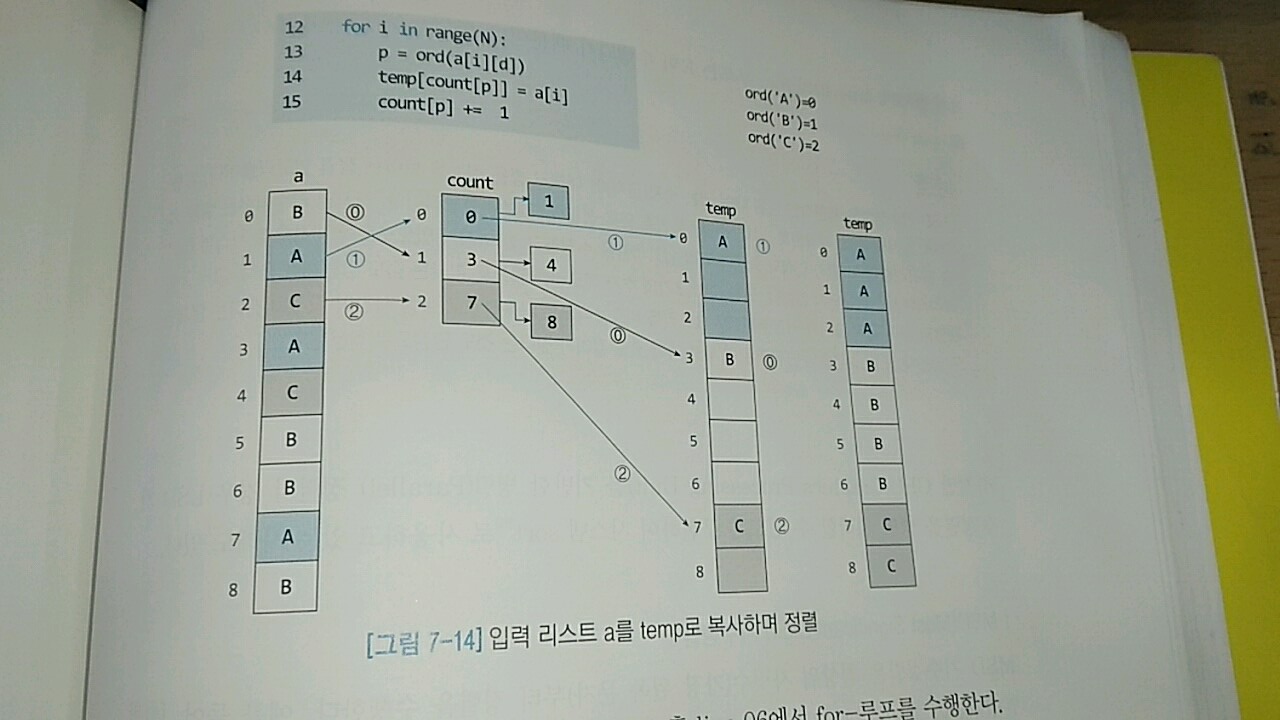 12 for i in range(N):
13 p = ord(a[i][d])
14 temp[count[p]] = a[i]
15 count[p] += 1
ord('A')=0
ord('B')=1
ord('C')=2
a
0 B
1 A
2 C
3 A
4 C
5 B
6 B
7 A
8 B
⓪
①
②
count
0 0 1
1 3 4
2 7 8
①
⓪
②
temp
0 A ①
1
2
3 B ⓪
4
5
6
7 C ②
8
temp
0 A
1 A
2 A
3 B
4 B
5 B
6 B
7 C
8 C
[그림 7-14] 입력 리스트 a를 temp로 복사하며 정렬
06에서 for-루프를 수행한다.